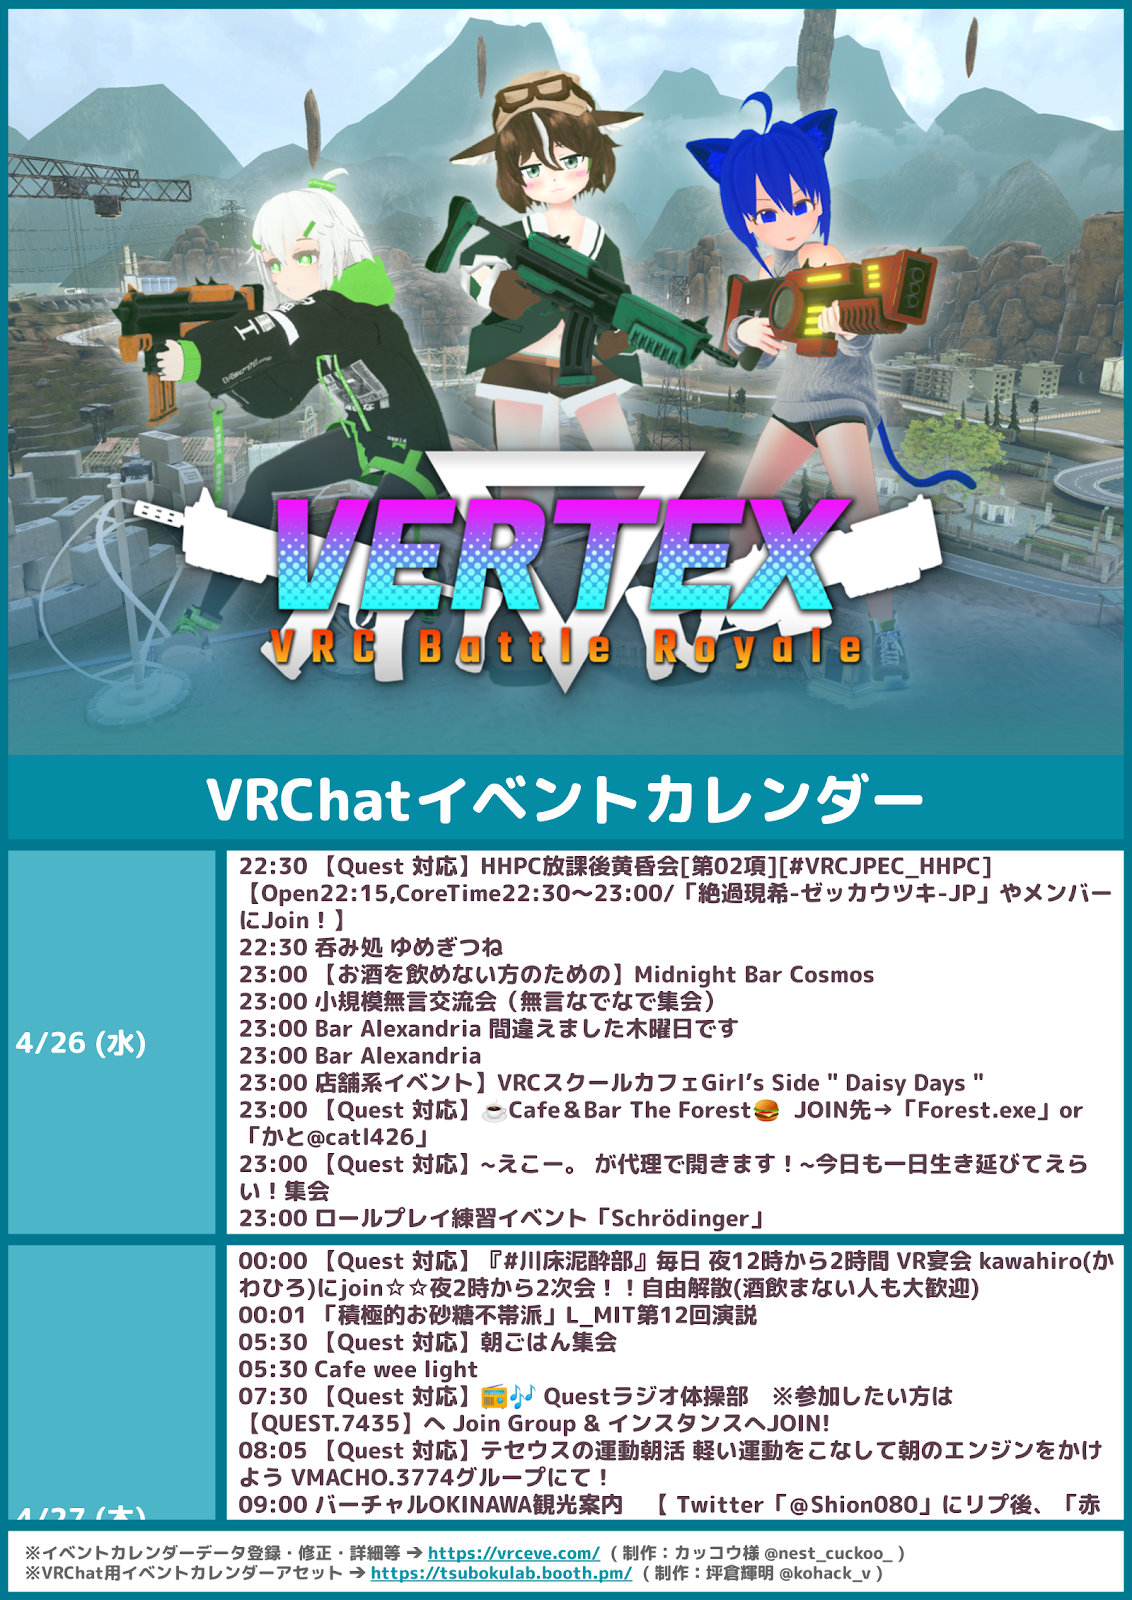 VERTEX
VRC Battle Royale
VRChatイベントカレンダー
4/26 (水)
22:30 【Quest 対応】HHPC放課後黄昏会[第02項][#VRCJPEC_HHPC]
【Open22:15,CoreTime22:30～23:00/「絶過現希-ゼッカウツキ-JP」やメンバー
にJoin！】
22:30 呑み処 ゆめぎつね
23:00 【お酒を飲めない方のための】Midnight Bar Cosmos
23:00 小規模無言交流会（無言なでなで集会）
23:00 Bar Alexandria 間違えました木曜日です
23:00 Bar Alexandria
23:00 店舗系イベント】VRCスクールカフェGirl’s Side " Daisy Days "
23:00 【Quest 対応】☕Cafe＆Bar The Forest🍔 JOIN先→「Forest.exe」or
「かと@catl426」
23:00 【Quest 対応】~えこー。 が代理で開きます！~今日も一日生き延びてえら
い！集会
23:00 ロールプレイ練習イベント「Schrödinger」
4/27 (木)
00:00 【Quest 対応】『#川床泥酔部』毎日 夜12時から2時間 VR宴会 kawahiro(か
わひろ)にjoin☆☆夜2時から2次会！！自由解散(酒飲まない人も大歓迎)
00:01 「積極的お砂糖不帯派」L_MIT第12回演説
05:30 【Quest 対応】朝ごはん集会
05:30 Cafe wee light
07:30 【Quest 対応】📻🎶 Questラジオ体操部　※参加したい方は
【QUEST.7435】へ Join Group & インスタンスへJOIN!
08:05 【Quest 対応】テセウスの運動朝活 軽い運動をこなして朝のエンジンをかけ
よう VMACHO.3774グループにて！
09:00 バーチャルOKINAWA観光案内　【 Twitter「@Shion080」にリプ後、「赤
※イベントカレンダーデータ登録・修正・詳細等 → https://vrceve.com/ ( 制作：カッコウ様 @nest_cuckoo_ )
※VRChat用イベントカレンダーアセット → https://tsubokulab.booth.pm/ ( 制作：坪倉輝明 @kohack_v )